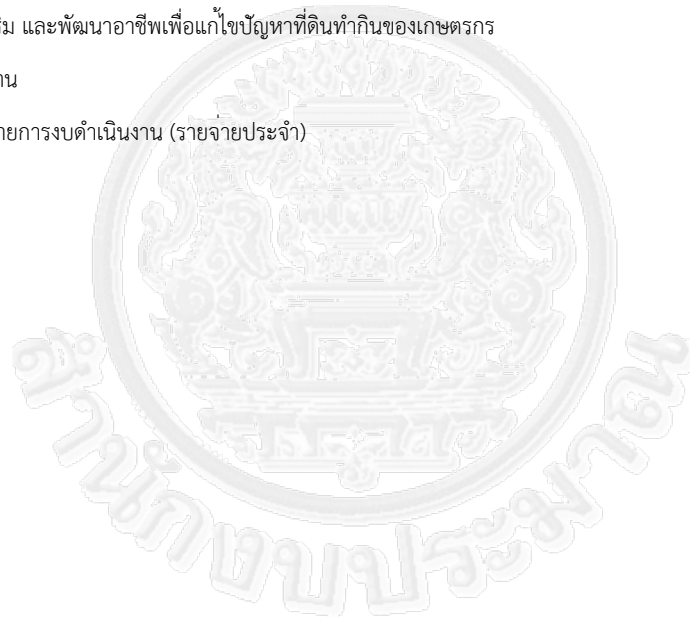 ริม และพัฒนาอาชีพเพื่อแก้ไขปัญหาที่ดินทำกินของเกษตรกร
าน
ายการงบดำเนินงาน (รายจ่ายประจำ)
สำนักงบประมาณ